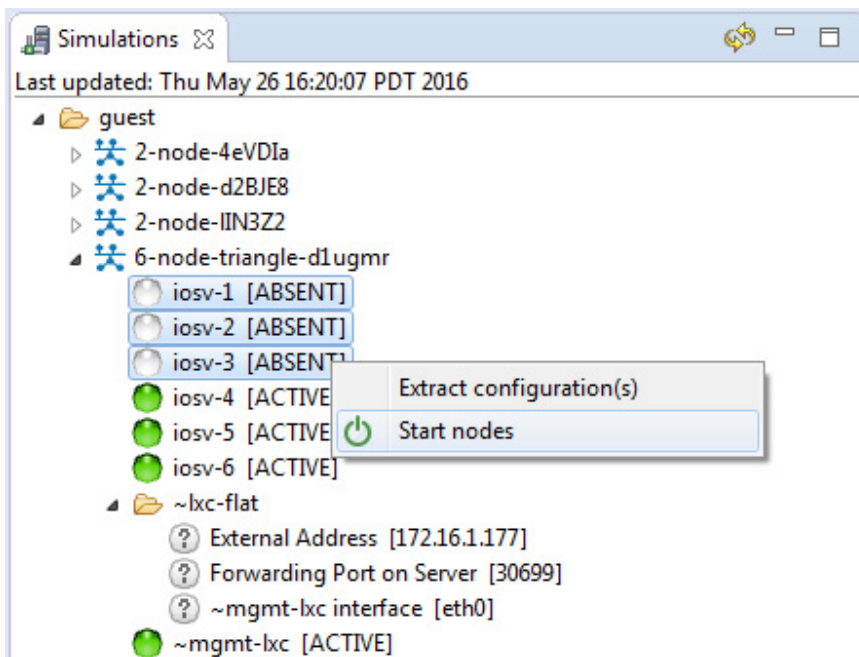 Simulations
Last updated: Thu May 26 16:20:07 PDT 2016
guest
2-node-4eVDIa
2-node-d2BJE8
2-node-IIN3Z2
6-node-triangle-d1ugmr
iosv-1 [ABSENT]
iosv-2 [ABSENT]
iosv-3 [ABSENT]
Extract configuration(s)
iosv-4 [ACTIVE
Start nodes
iosv-5 [ACTIVE
iosv-6 [ACTIVE]
~lxc-flat
External Address [172.16.1.177]
Forwarding Port on Server [30699]
~mgmt-lxc interface [eth0]
~mgmt-lxc [ACTIVE]